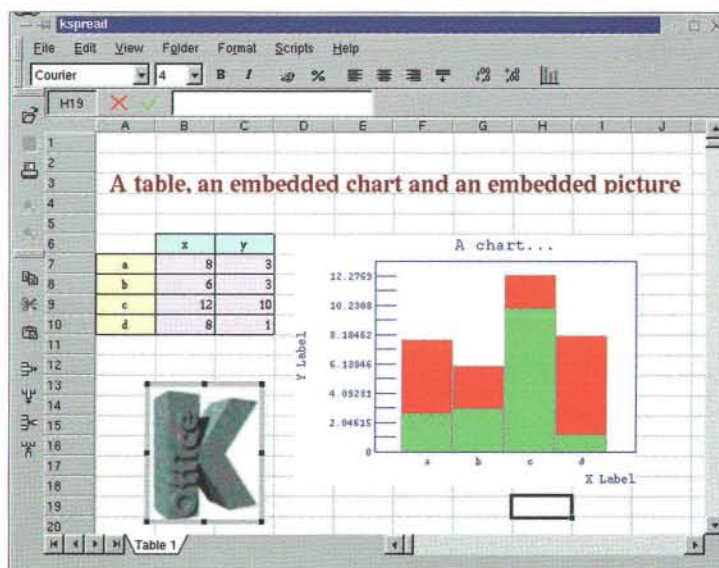 kspread
File Edit View Folder Format Scripts Help
Courier 4 B I %
H19
A B C D E F G H I J
1
2
3 A table, an embedded chart and an embedded picture
4
5
6 x y
7 a 8 3
8 b 6 3
9 c 12 10
10 d 8 1
11
12
13
14
15
16
17
18
19
20
A chart...
Y Label
12.2769
10.2308
8.18462
6.13846
4.09231
2.04615
0
a b c d
X Label
Office
K
Table 1